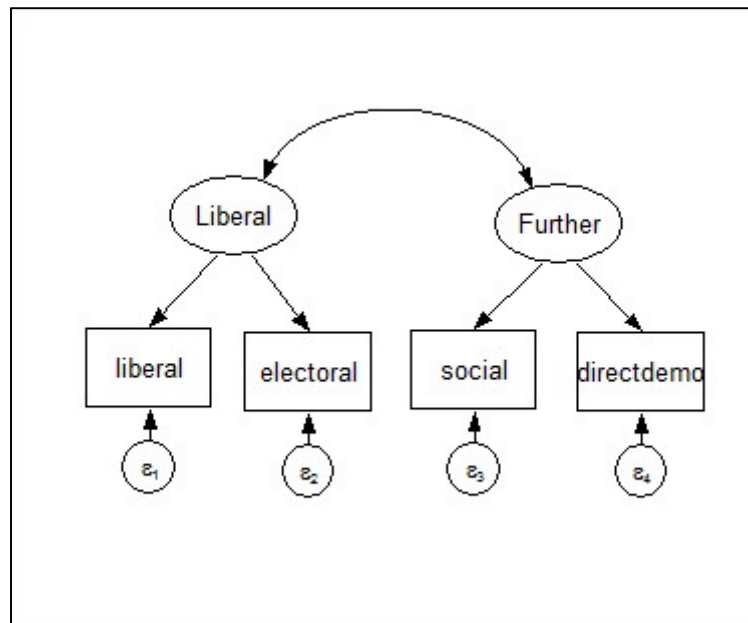 Liberal
Further
liberal
electoral
social
directdemo
ε₁
ε₂
ε₃
ε₄